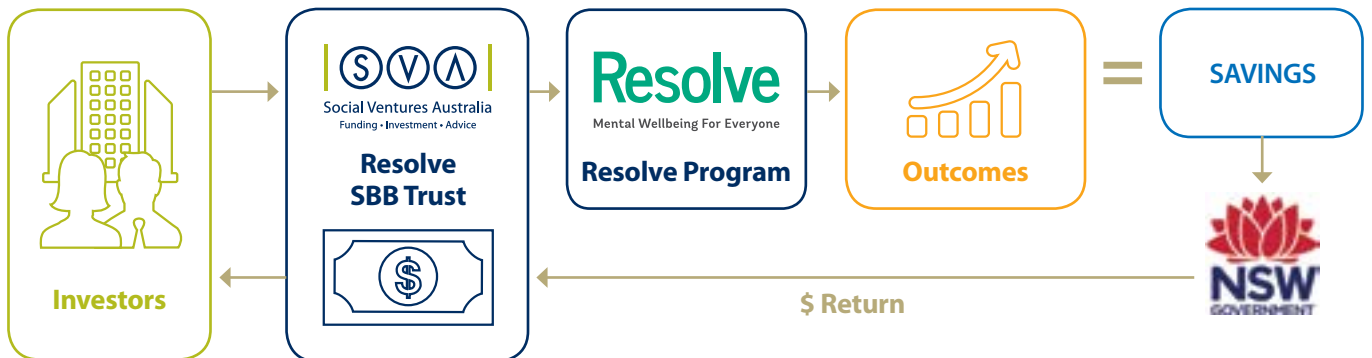 Investors
SVA
Social Ventures Australia
Funding • Investment • Advice
Resolve
SBB Trust
$
Resolve
Mental Wellbeing For Everyone
Resolve Program
Outcomes
=
SAVINGS
NSW
GOVERNMENT
$ Return